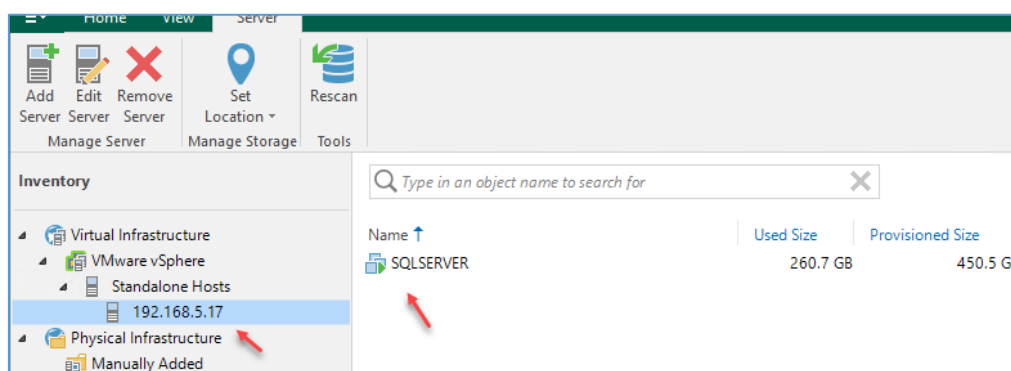 Home View Server
Add Server
Edit Server
Remove Server
Set Location
Rescan
Manage Server
Manage Storage
Tools
Inventory
Type in an object name to search for
Virtual Infrastructure
VMware vSphere
Standalone Hosts
192.168.5.17
Physical Infrastructure
Manually Added
Name Used Size Provisioned Size
SQLSERVER 260.7 GB 450.5 G